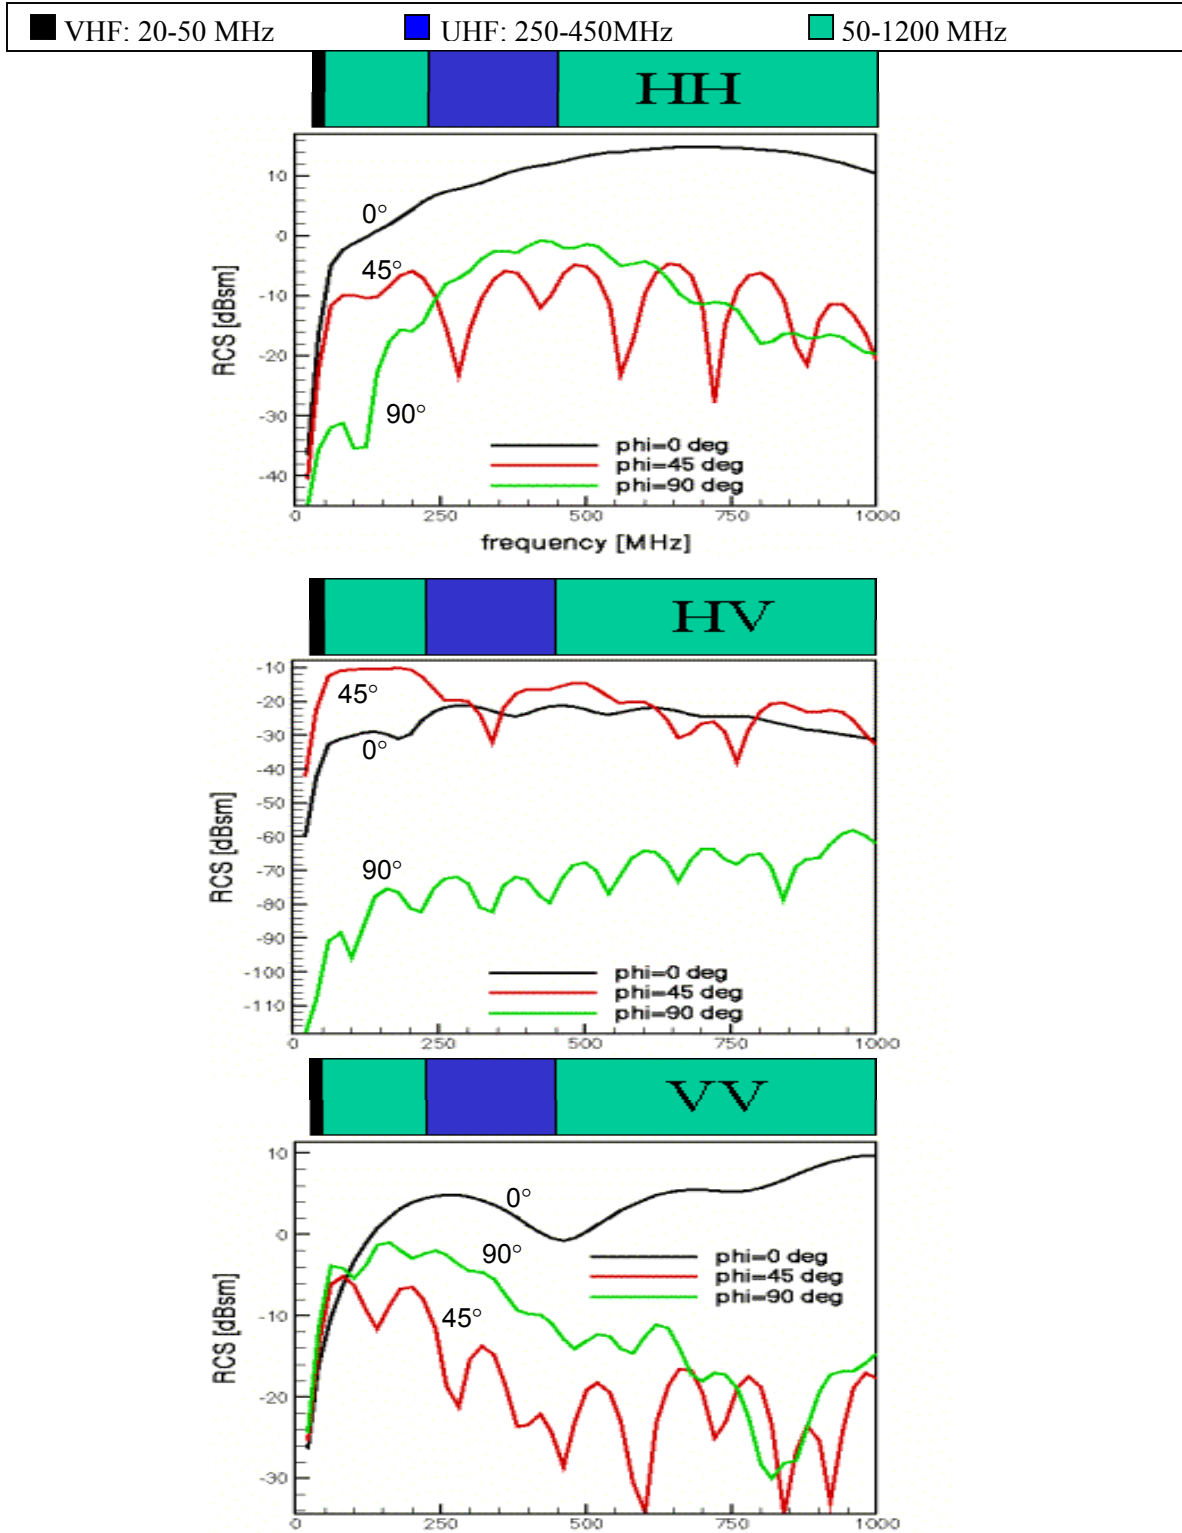 VHF: 20-50 MHz UHF: 250-450MHz 50-1200 MHz
HH
10
0
-10
-20
-30
-40
RCS [dBsm]
0°
45°
90°
phi=0 deg
phi=45 deg
phi=90 deg
0 250 500 750 1000
frequency [MHz]
HV
-10
-20
-30
-40
-50
-60
-70
-80
-90
-100
-110
RCS [dBsm]
45°
0°
90°
phi=0 deg
phi=45 deg
phi=90 deg
0 250 500 750 1000
VV
10
0
-10
-20
-30
RCS [dBsm]
0°
90°
45°
phi=0 deg
phi=45 deg
phi=90 deg
0 250 500 750 1000